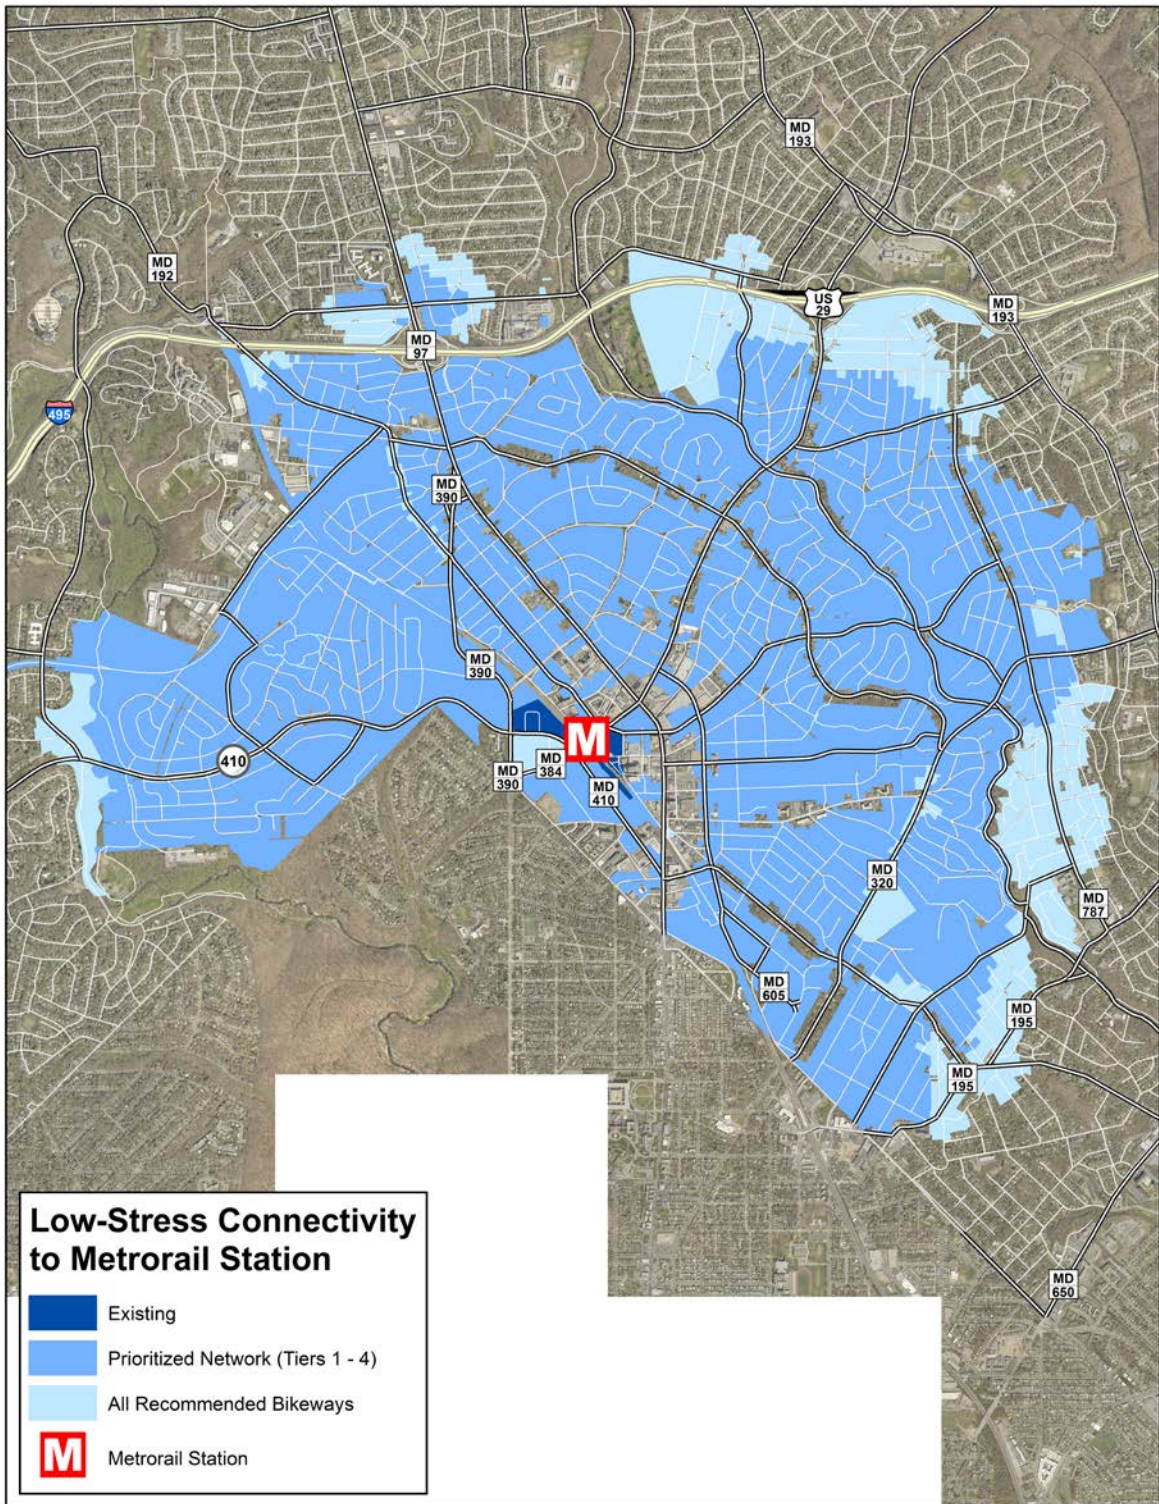 MD
193
MD
192
US
29
MD
193
MD
97
495
MD
390
MD
390
410
M
MD
384
MD
390
MD
410
MD
320
MD
787
MD
605
MD
195
MD
195
MD
650
Low-Stress Connectivity
to Metrorail Station
Existing
Prioritized Network (Tiers 1 - 4)
All Recommended Bikeways
M
Metrorail Station